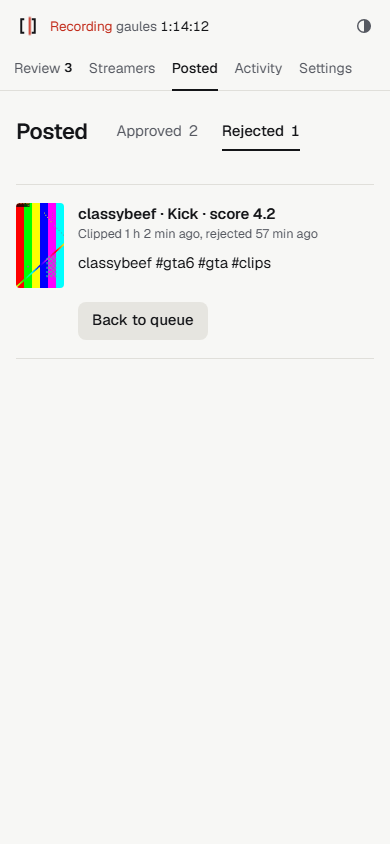 Recording gaules 1:14:12
Review 3 Streamers Posted Activity Settings
Posted Approved 2 Rejected 1
classybeef · Kick · score 4.2
Clipped 1 h 2 min ago, rejected 57 min ago
classybeef #gta6 #gta #clips
Back to queue